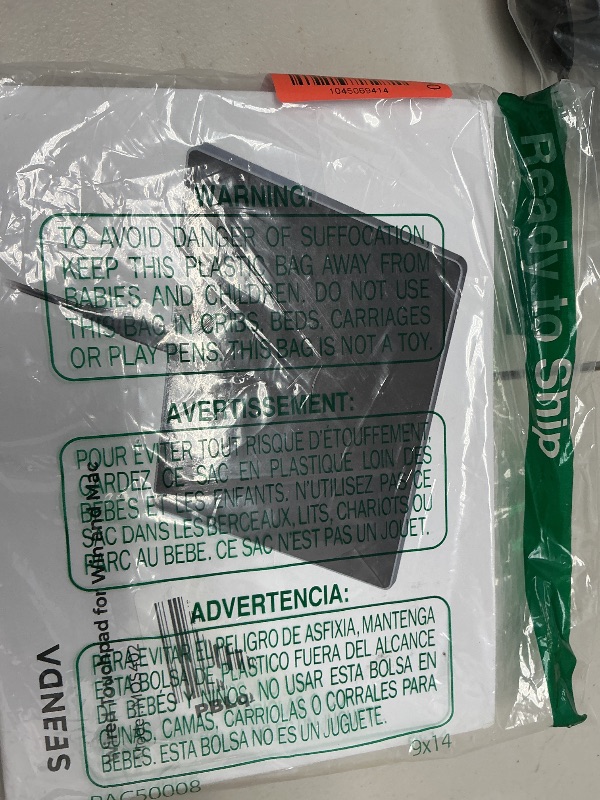 1045069414
Ready to Ship
WARNING:
TO AVOID DANGER OF SUFFOCATION,
KEEP THIS PLASTIC BAG AWAY FROM
BABIES AND CHILDREN. DO NOT USE
THIS BAG IN CRIBS, BEDS, CARRIAGES
OR PLAY PENS. THIS BAG IS NOT A TOY.
AVERTISSEMENT:
POUR ÉVITER TOUT RISQUE D'ÉTOUFFEMENT,
GARDEZ CE SAC EN PLASTIQUE LOIN DES
BÉBÉS ET LES ENFANTS. N'UTILISEZ PAS CE
SAC DANS LES BERCEAUX, LITS, CHARIOTS OU
PARC AU BEBE. CE SAC N'EST PAS UN JOUET.
ADVERTENCIA:
PARA EVITAR EL PELIGRO DE ASFIXIA, MANTENGA
ESTA BOLSA DE PLASTICO FUERA DEL ALCANCE
DE BEBÉS Y NIÑOS. NO USAR ESTA BOLSA EN
CUNAS, CAMAS, CARRIOLAS O CORRALES PARA
BEBÉS. ESTA BOLSA NO ES UN JUGUETE.
9x14
BAG50008
SEENDA
Touchpad for Win and Mac